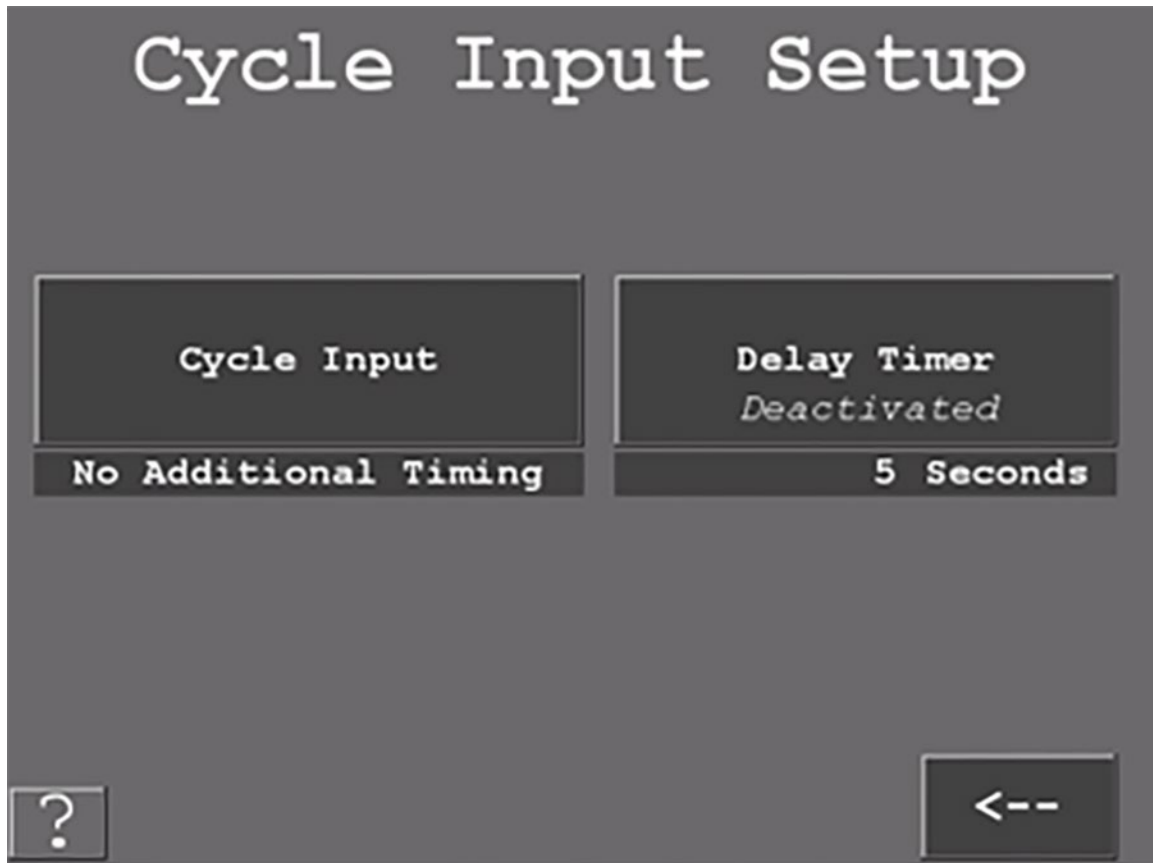 Cycle Input Setup
Cycle Input
No Additional Timing
Delay Timer
Deactivated
5 Seconds
?
<--